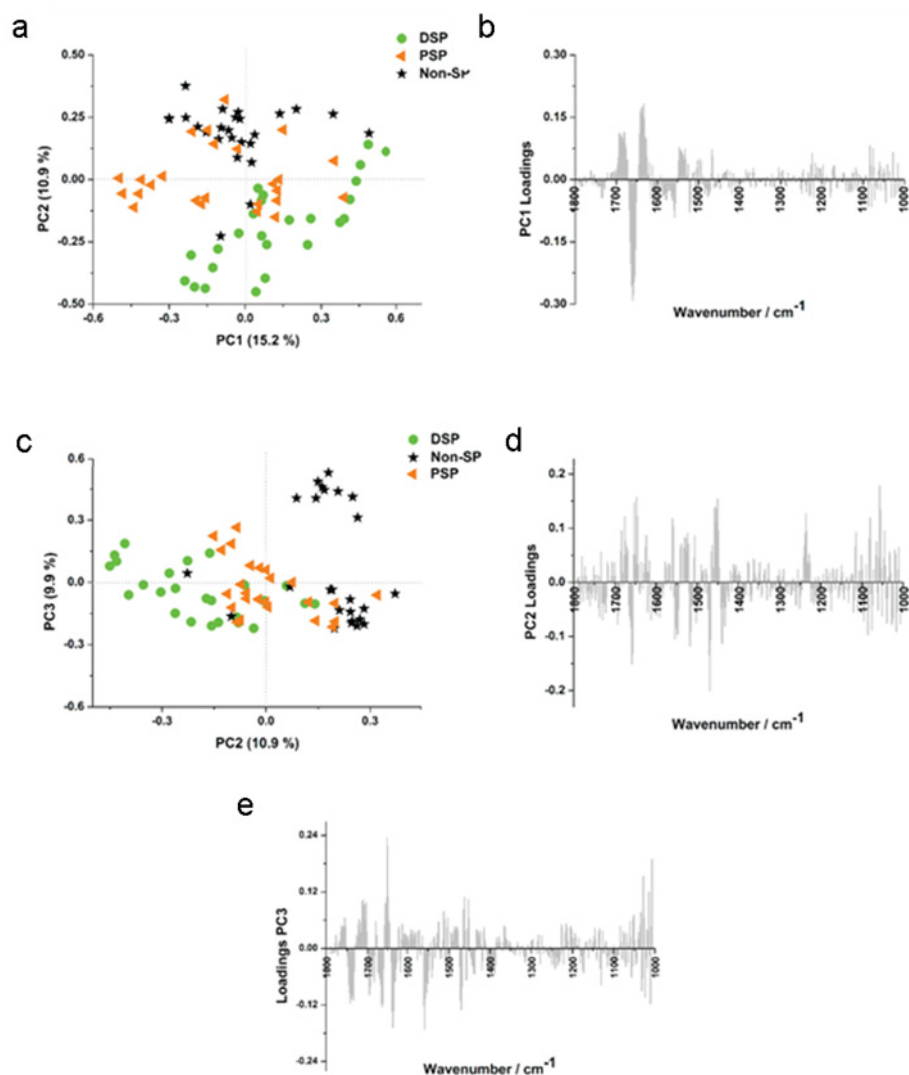 a
DSP
PSP
Non-SP
0.50
0.25
0.00
-0.25
-0.50
PC2 (10.9 %)
-0.6
-0.3
0.0
0.3
0.6
PC1 (15.2 %)
b
0.30
0.15
0.00
-0.15
-0.30
PC1 Loadings
1800
1700
1600
1500
1400
1300
1200
1100
1000
Wavenumber / cm⁻¹
c
DSP
Non-SP
PSP
0.6
0.3
0.0
-0.3
-0.6
PC3 (9.9 %)
-0.3
0.0
0.3
PC2 (10.9 %)
d
0.2
0.1
0.0
-0.1
-0.2
PC2 Loadings
1800
1700
1600
1500
1400
1300
1200
1100
1000
Wavenumber / cm⁻¹
e
0.24
0.12
0.00
-0.12
-0.24
Loadings PC3
1800
1700
1600
1500
1400
1300
1200
1100
1000
Wavenumber / cm⁻¹